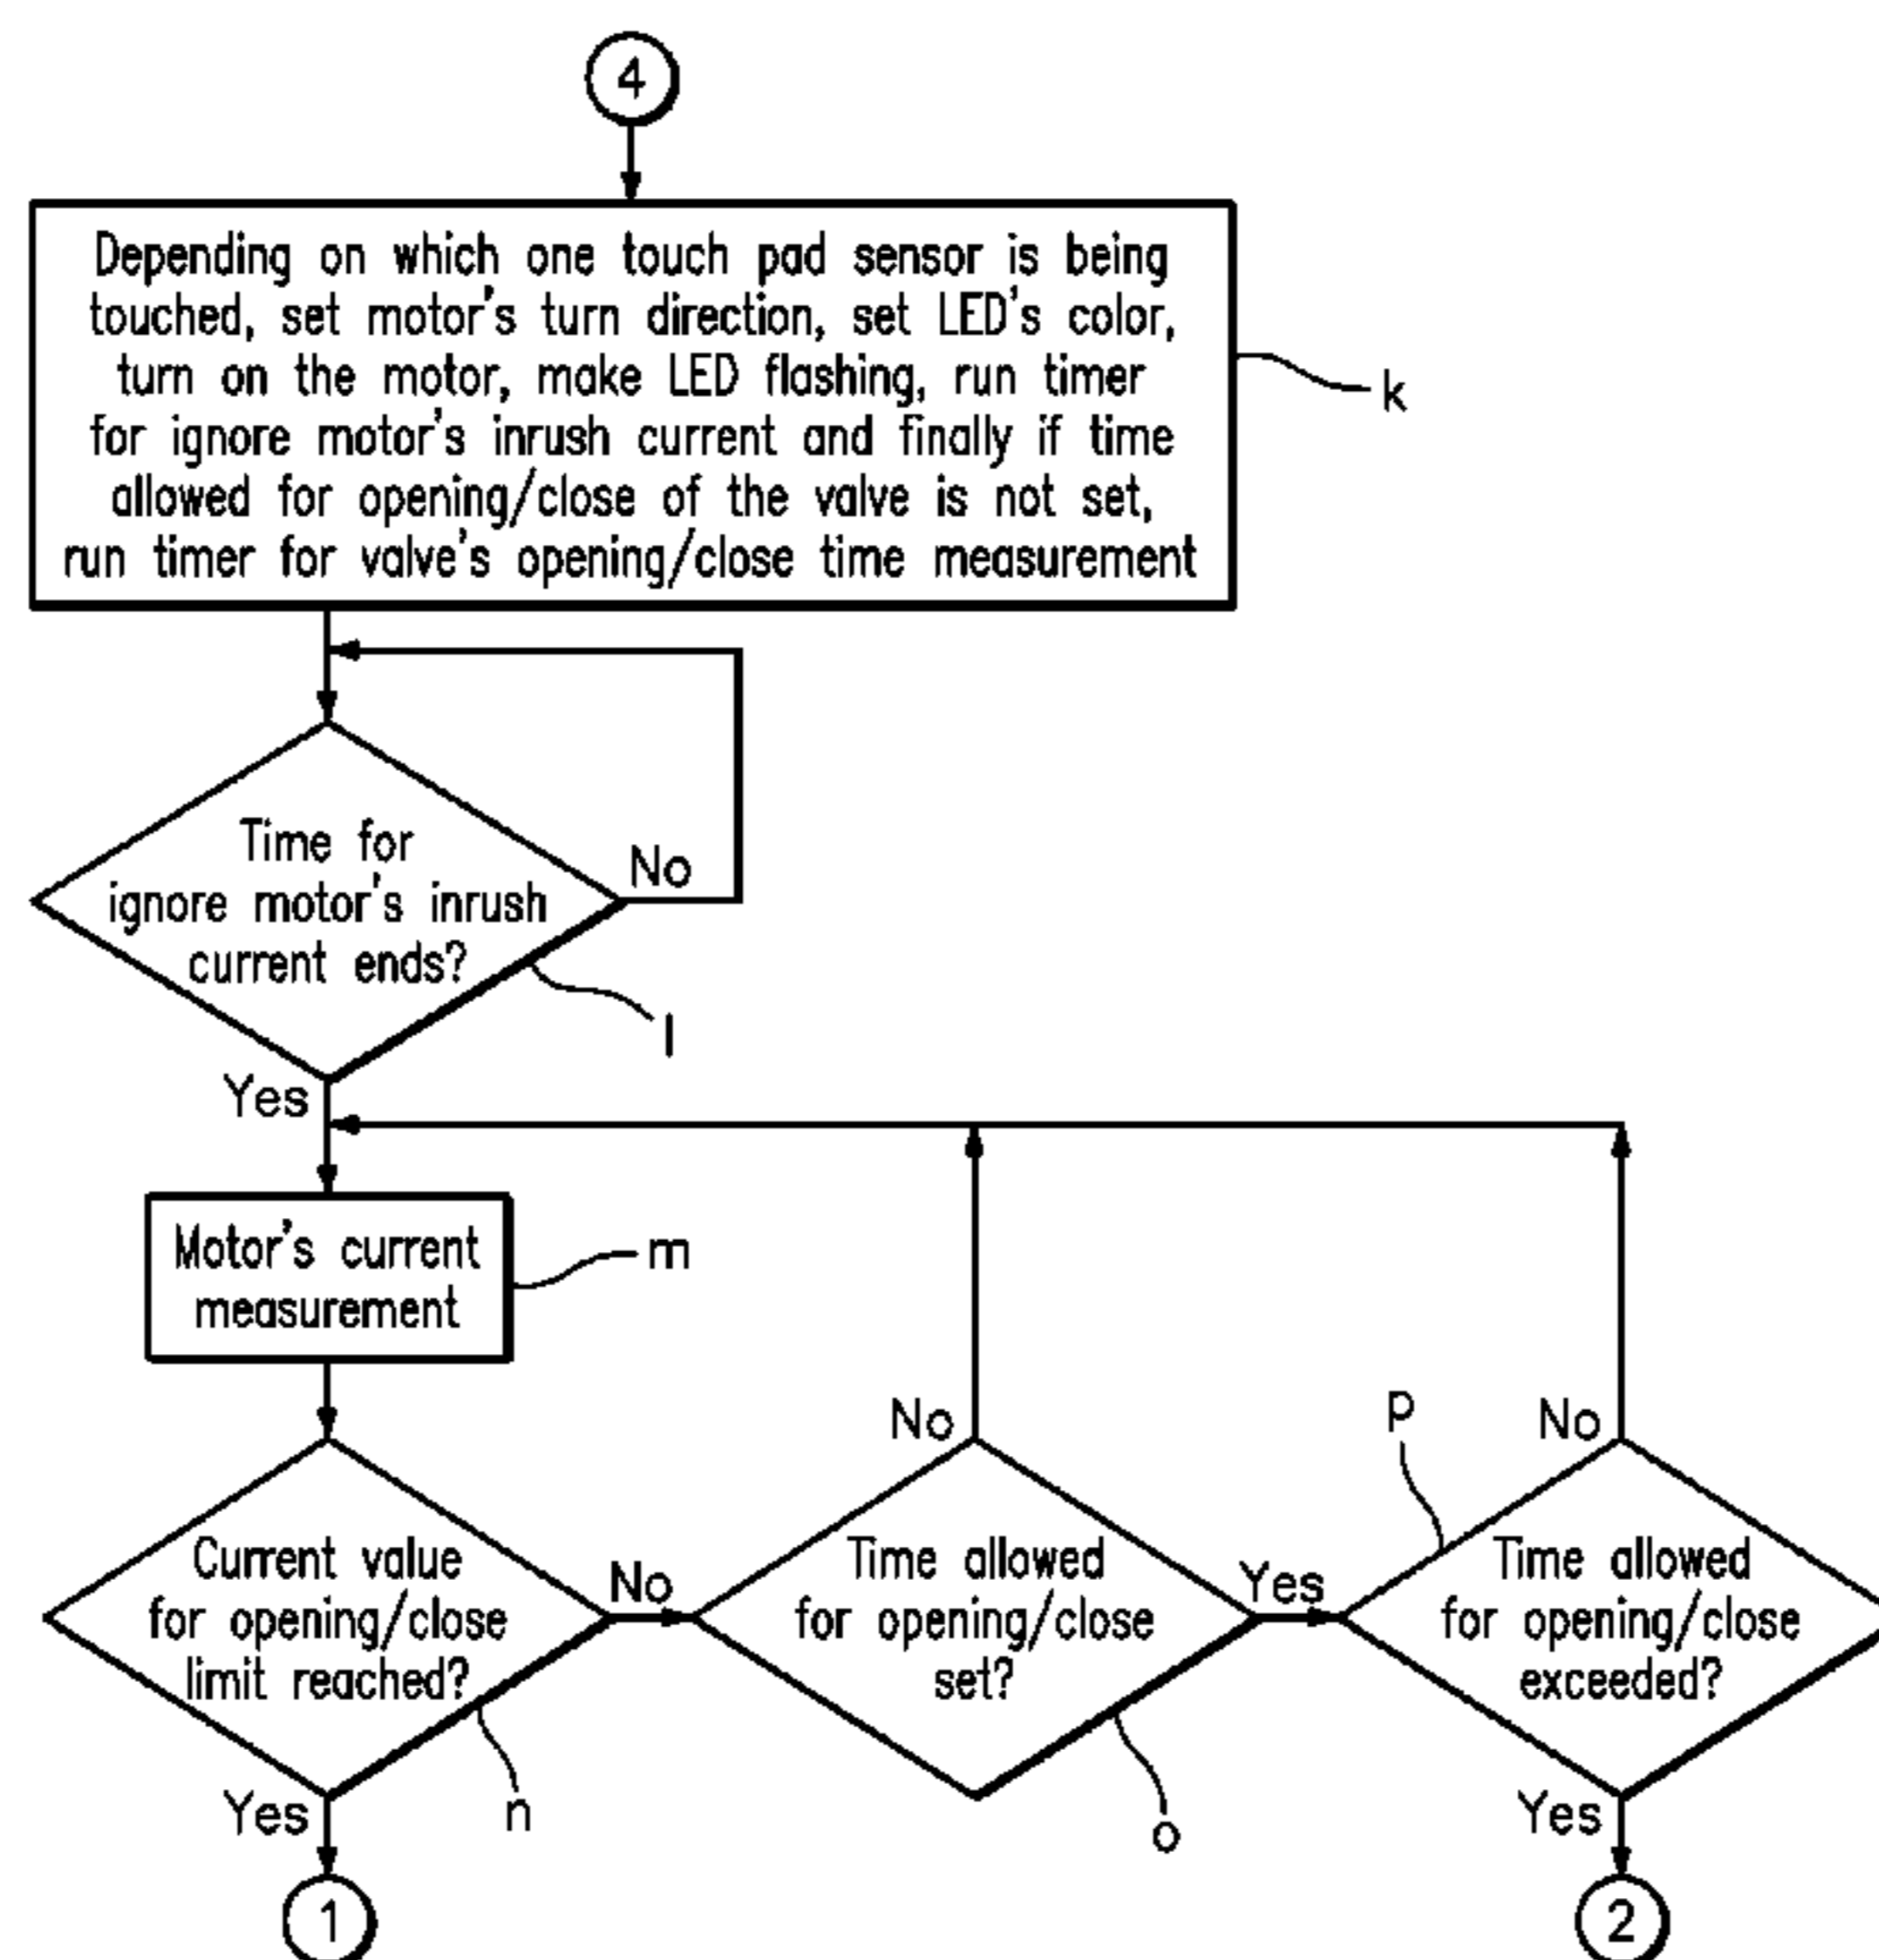 4
Depending on which one touch pad sensor is being
touched, set motor's turn direction, set LED's color,
turn on the motor, make LED flashing, run timer
for ignore motor's inrush current and finally if time
allowed for opening/close of the valve is not set,
run timer for valve's opening/close time measurement
k
Time for
ignore motor's inrush
current ends?
No
l
Yes
Motor's current
measurement
m
Current value
for opening/close
limit reached?
No
n
Yes
1
Time allowed
for opening/close
set?
No
Yes
o
p
Time allowed
for opening/close
exceeded?
No
Yes
2